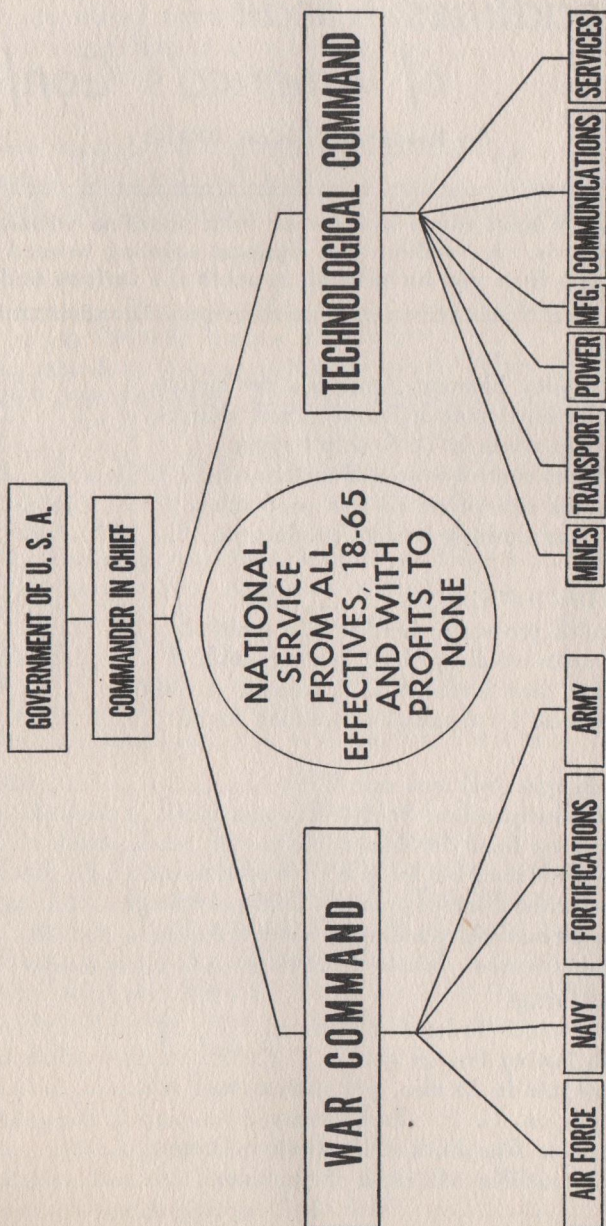 GOVERNMENT OF U. S. A.
COMMANDER IN CHIEF
WAR COMMAND
TECHNOLOGICAL COMMAND
NATIONAL
SERVICE
FROM ALL
EFFECTIVES, 18-65
AND WITH
PROFITS TO
NONE
AIR FORCE
NAVY
FORTIFICATIONS
ARMY
MINES
TRANSPORT
POWER
MFG.
COMMUNICATIONS
SERVICES